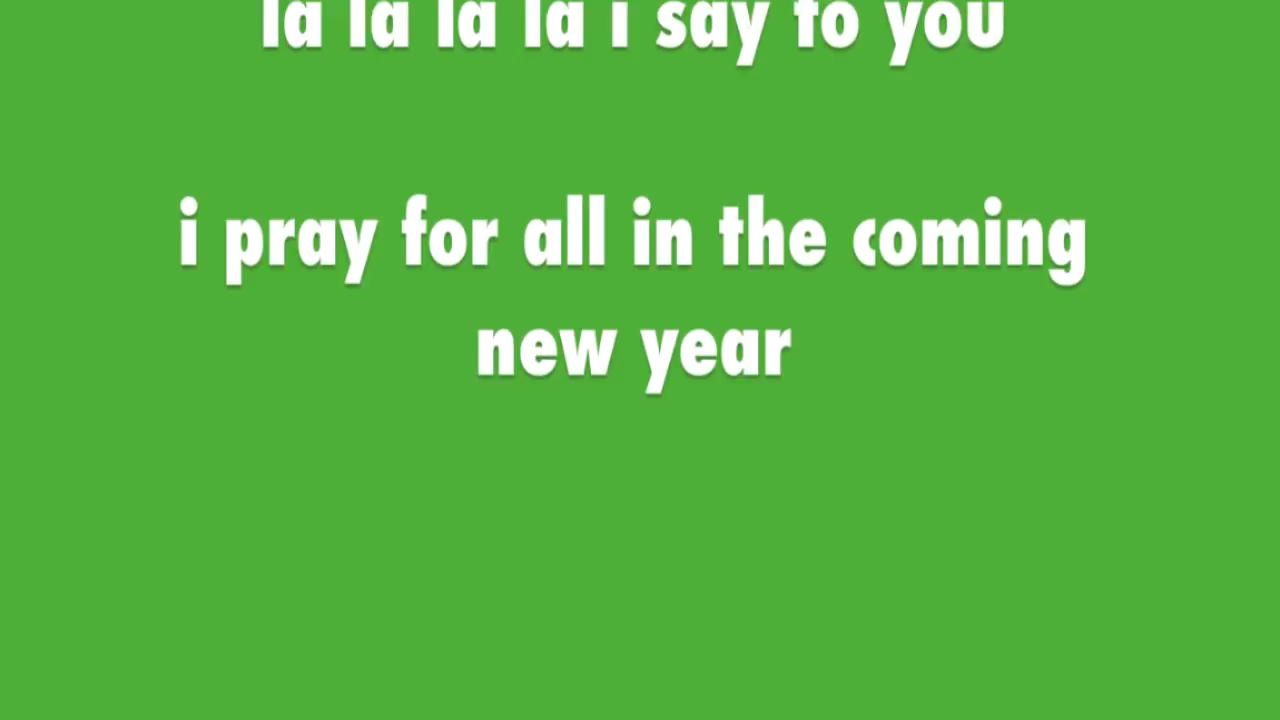 la la la la i say to you
i pray for all in the coming
new year